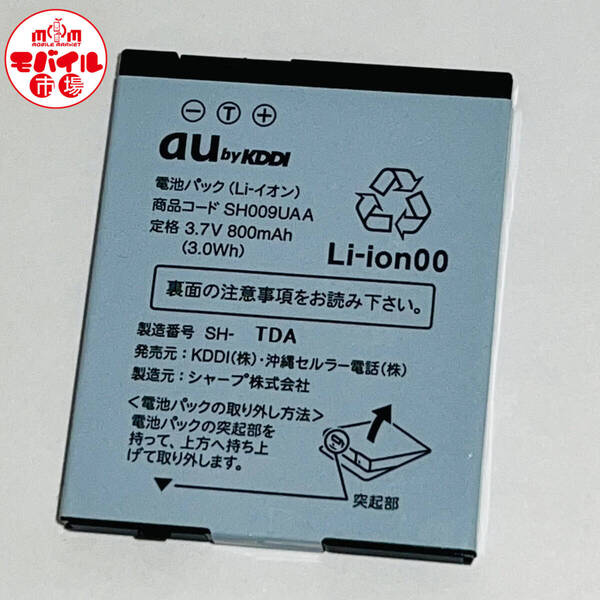 MOBILE MARKET
モバイル
市場
− T +
au by KDDI
電池パック(Li-イオン)
商品コード SH009UAA
定格 3.7V 800mAh
(3.0Wh)
Li-ion00
裏面の注意事項をお読み下さい。
製造番号 SH- TDA
発売元:KDDI(株)・沖縄セルラー電話(株)
製造元:シャープ株式会社
<電池パックの取り外し方法>
電池パックの突起部を
持って、上方へ持ち上
げて取り外します。
突起部